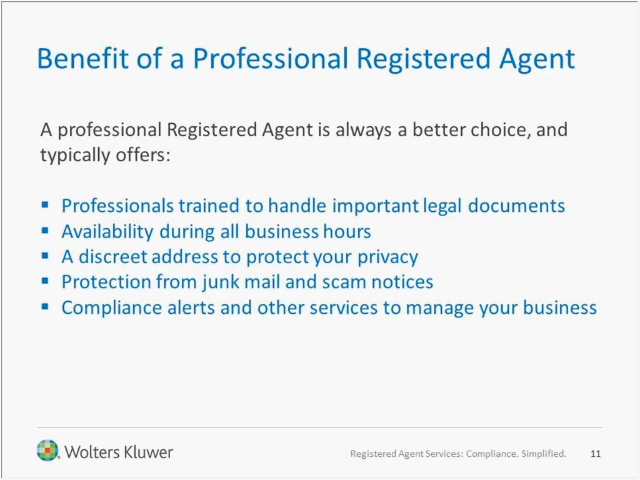 Benefit of a Professional Registered Agent
A professional Registered Agent is always a better choice, and
typically offers:
▪ Professionals trained to handle important legal documents
▪ Availability during all business hours
▪ A discreet address to protect your privacy
▪ Protection from junk mail and scam notices
▪ Compliance alerts and other services to manage your business
Wolters Kluwer
Registered Agent Services: Compliance. Simplified. 11